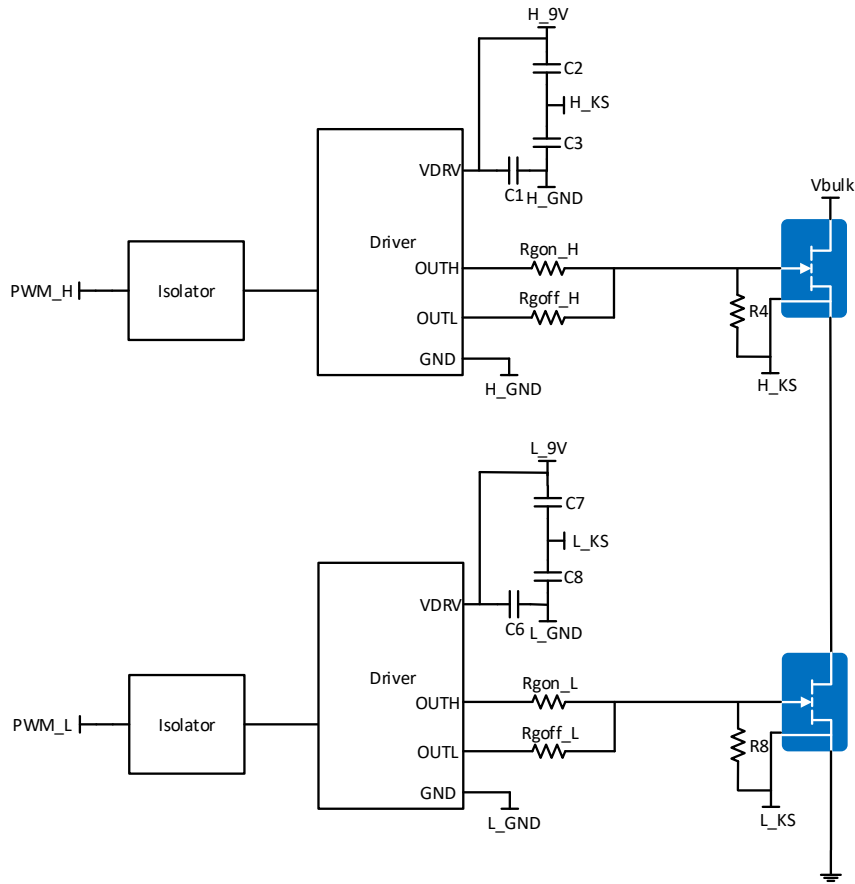 H_9V
C2
H_KS
C3
VDRV
C1
H_GND
Vbulk
Driver
Rgon_H
OUTH
PWM_H
Isolator
Rgoff_H
OUTL
R4
GND
H_GND
H_KS
L_9V
C7
L_KS
C8
VDRV
C6
L_GND
Driver
Rgon_L
OUTH
PWM_L
Isolator
Rgoff_L
OUTL
R8
GND
L_GND
L_KS